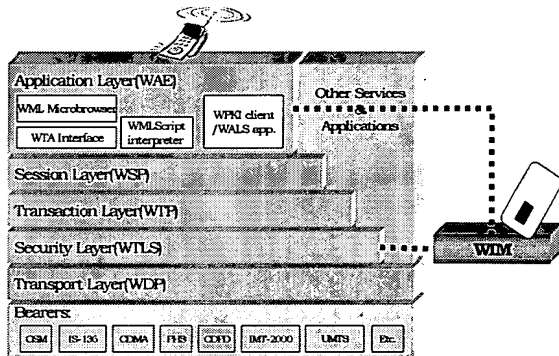 Application Layer(WAE)
WML Microbrowser
WTA Interface
WMLScript
interpreter
WPKI client
/WALS app.
Other Services
&
Applications
Session Layer(WSP)
Transaction Layer(WTP)
Security Layer(WTLS)
Transport Layer(WDP)
WIM
Bearers:
GSM
IS-136
CDMA
PHS
CDPD
IMT-2000
UMTS
Etc.